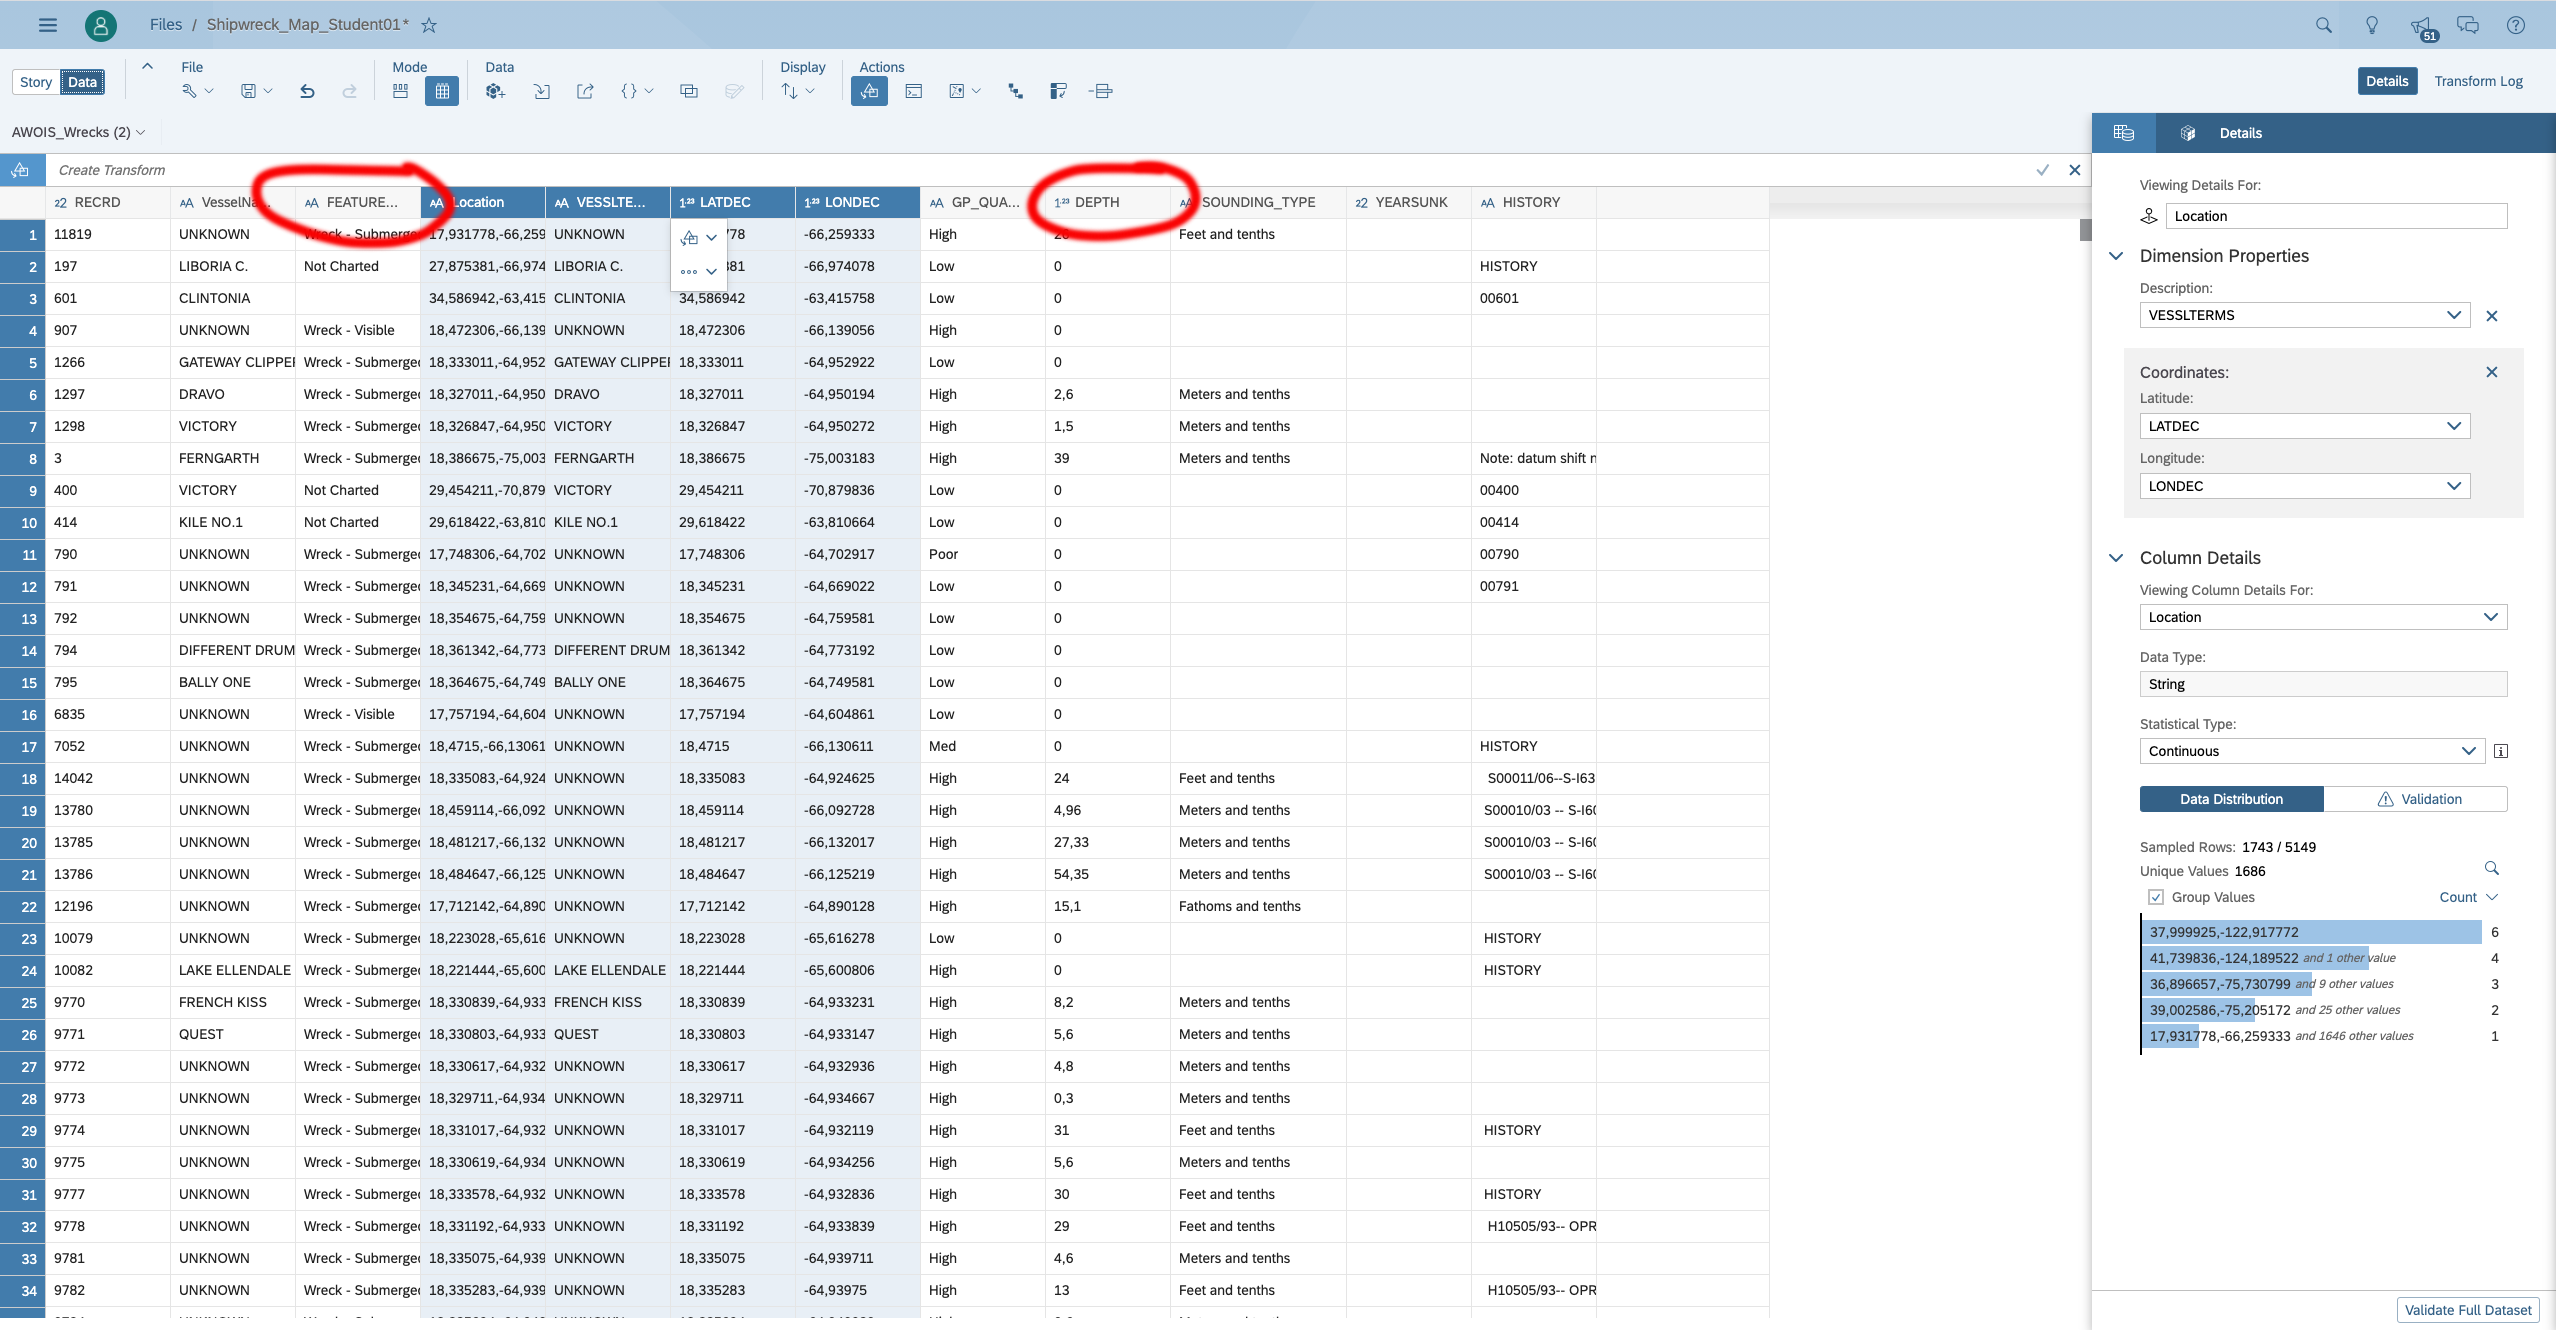 Files / Shipwreck_Map_Student01*
51
Story Data
File Mode Data Display Actions
Details Transform Log
AWOIS_Wrecks (2)
Create Transform
RECRD VesselNa... FEATURE... Location VESSLTE... LATDEC LONDEC GP_QUA... DEPTH SOUNDING_TYPE YEARSUNK HISTORY
1 11819 UNKNOWN Wreck - Submerge 17,931778,-66,259 UNKNOWN 78 -66,259333 High Feet and tenths
2 197 LIBORIA C. Not Charted 27,875381,-66,974 LIBORIA C. 381 -66,974078 Low 0 HISTORY
3 601 CLINTONIA 34,586942,-63,415 CLINTONIA 34,586942 -63,415758 Low 0 00601
4 907 UNKNOWN Wreck - Visible 18,472306,-66,139 UNKNOWN 18,472306 -66,139056 High 0
5 1266 GATEWAY CLIPPER Wreck - Submerged 18,333011,-64,952 GATEWAY CLIPPER 18,333011 -64,952922 Low 0
6 1297 DRAVO Wreck - Submerged 18,327011,-64,950 DRAVO 18,327011 -64,950194 High 2,6 Meters and tenths
7 1298 VICTORY Wreck - Submerged 18,326847,-64,950 VICTORY 18,326847 -64,950272 High 1,5 Meters and tenths
8 3 FERNGARTH Wreck - Submerged 18,386675,-75,003 FERNGARTH 18,386675 -75,003183 High 39 Meters and tenths Note: datum shift n
9 400 VICTORY Not Charted 29,454211,-70,879 VICTORY 29,454211 -70,879836 Low 0 00400
10 414 KILE NO.1 Not Charted 29,618422,-63,810 KILE NO.1 29,618422 -63,810664 Low 0 00414
11 790 UNKNOWN Wreck - Submerged 17,748306,-64,702 UNKNOWN 17,748306 -64,702917 Poor 0 00790
12 791 UNKNOWN Wreck - Submerged 18,345231,-64,669 UNKNOWN 18,345231 -64,669022 Low 0 00791
13 792 UNKNOWN Wreck - Submerged 18,354675,-64,759 UNKNOWN 18,354675 -64,759581 Low 0
14 794 DIFFERENT DRUM Wreck - Submerged 18,361342,-64,773 DIFFERENT DRUM 18,361342 -64,773192 Low 0
15 795 BALLY ONE Wreck - Submerged 18,364675,-64,749 BALLY ONE 18,364675 -64,749581 Low 0
16 6835 UNKNOWN Wreck - Visible 17,757194,-64,604 UNKNOWN 17,757194 -64,604861 Low 0
17 7052 UNKNOWN Wreck - Submerged 18,4715,-66,13061 UNKNOWN 18,4715 -66,130611 Med 0 HISTORY
18 14042 UNKNOWN Wreck - Submerged 18,335083,-64,924 UNKNOWN 18,335083 -64,924625 High 24 Feet and tenths S00011/06--S-I63
19 13780 UNKNOWN Wreck - Submerged 18,459114,-66,092 UNKNOWN 18,459114 -66,092728 High 4,96 Meters and tenths S00010/03 -- S-I60
20 13785 UNKNOWN Wreck - Submerged 18,481217,-66,132 UNKNOWN 18,481217 -66,132017 High 27,33 Meters and tenths S00010/03 -- S-I60
21 13786 UNKNOWN Wreck - Submerged 18,484647,-66,125 UNKNOWN 18,484647 -66,125219 High 54,35 Meters and tenths S00010/03 -- S-I60
22 12196 UNKNOWN Wreck - Submerged 17,712142,-64,890 UNKNOWN 17,712142 -64,890128 High 15,1 Fathoms and tenths
23 10079 UNKNOWN Wreck - Submerged 18,223028,-65,616 UNKNOWN 18,223028 -65,616278 Low 0 HISTORY
24 10082 LAKE ELLENDALE Wreck - Submerged 18,221444,-65,600 LAKE ELLENDALE 18,221444 -65,600806 High 0 HISTORY
25 9770 FRENCH KISS Wreck - Submerged 18,330839,-64,933 FRENCH KISS 18,330839 -64,933231 High 8,2 Meters and tenths
26 9771 QUEST Wreck - Submerged 18,330803,-64,933 QUEST 18,330803 -64,933147 High 5,6 Meters and tenths
27 9772 UNKNOWN Wreck - Submerged 18,330617,-64,932 UNKNOWN 18,330617 -64,932936 High 4,8 Meters and tenths
28 9773 UNKNOWN Wreck - Submerged 18,329711,-64,934 UNKNOWN 18,329711 -64,934667 High 0,3 Meters and tenths
29 9774 UNKNOWN Wreck - Submerged 18,331017,-64,932 UNKNOWN 18,331017 -64,932119 High 31 Feet and tenths HISTORY
30 9775 UNKNOWN Wreck - Submerged 18,330619,-64,934 UNKNOWN 18,330619 -64,934256 High 5,6 Meters and tenths
31 9777 UNKNOWN Wreck - Submerged 18,333578,-64,932 UNKNOWN 18,333578 -64,932836 High 30 Feet and tenths HISTORY
32 9778 UNKNOWN Wreck - Submerged 18,331192,-64,933 UNKNOWN 18,331192 -64,933839 High 29 Feet and tenths H10505/93-- OPR
33 9781 UNKNOWN Wreck - Submerged 18,335075,-64,939 UNKNOWN 18,335075 -64,939711 High 4,6 Meters and tenths
34 9782 UNKNOWN Wreck - Submerged 18,335283,-64,939 UNKNOWN 18,335283 -64,93975 High 13 Feet and tenths H10505/93-- OPR
Details
Viewing Details For:
Location
Dimension Properties
Description:
VESSLTERMS
Coordinates:
Latitude:
LATDEC
Longitude:
LONDEC
Column Details
Viewing Column Details For:
Location
Data Type:
String
Statistical Type:
Continuous
Data Distribution Validation
Sampled Rows: 1743 / 5149
Unique Values 1686
Group Values Count
37,999925,-122,917772 6
41,739836,-124,189522 and 1 other value 4
36,896657,-75,730799 and 9 other values 3
39,002586,-75,205172 and 25 other values 2
17,931778,-66,259333 and 1646 other values 1
Validate Full Dataset